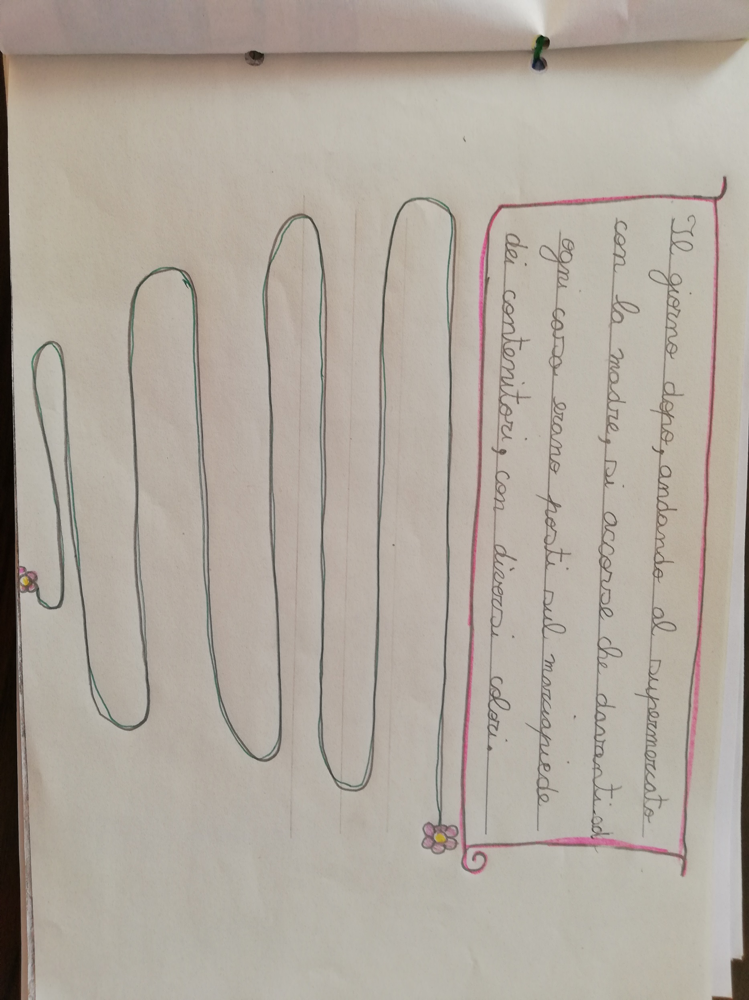 Il giorno dopo, andando al supermercato
con la madre, si accorse che davanti ad
ogni casa erano posti sul marciapiede
dei contenitori, con diversi colori.